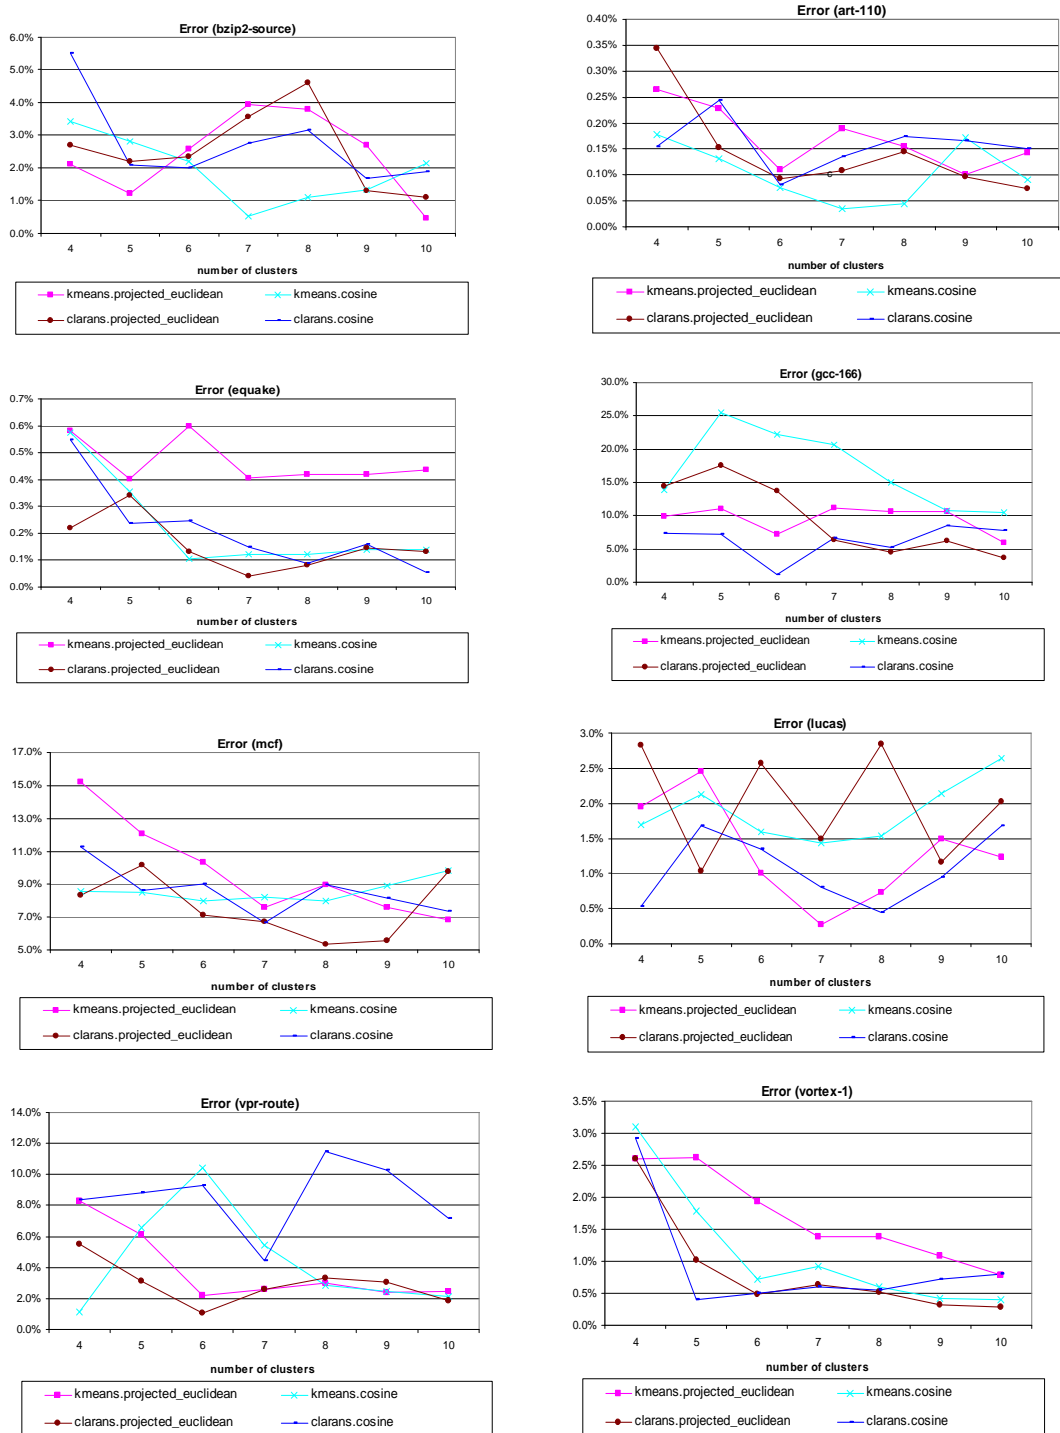 Error (bzip2-source)
6.0%
5.0%
4.0%
3.0%
2.0%
1.0%
0.0%
4 5 6 7 8 9 10
number of clusters
kmeans.projected_euclidean kmeans.cosine
clarans.projected_euclidean clarans.cosine
Error (art-110)
0.40%
0.35%
0.30%
0.25%
0.20%
0.15%
0.10%
0.05%
0.00%
4 5 6 7 8 9 10
number of clusters
kmeans.projected_euclidean kmeans.cosine
clarans.projected_euclidean clarans.cosine
Error (equake)
0.7%
0.6%
0.5%
0.4%
0.3%
0.2%
0.1%
0.0%
4 5 6 7 8 9 10
number of clusters
kmeans.projected_euclidean kmeans.cosine
clarans.projected_euclidean clarans.cosine
Error (gcc-166)
30.0%
25.0%
20.0%
15.0%
10.0%
5.0%
0.0%
4 5 6 7 8 9 10
number of clusters
kmeans.projected_euclidean kmeans.cosine
clarans.projected_euclidean clarans.cosine
Error (mcf)
17.0%
15.0%
13.0%
11.0%
9.0%
7.0%
5.0%
4 5 6 7 8 9 10
number of clusters
kmeans.projected_euclidean kmeans.cosine
clarans.projected_euclidean clarans.cosine
Error (lucas)
3.0%
2.5%
2.0%
1.5%
1.0%
0.5%
0.0%
4 5 6 7 8 9 10
number of clusters
kmeans.projected_euclidean kmeans.cosine
clarans.projected_euclidean clarans.cosine
Error (vpr-route)
14.0%
12.0%
10.0%
8.0%
6.0%
4.0%
2.0%
0.0%
4 5 6 7 8 9 10
number of clusters
kmeans.projected_euclidean kmeans.cosine
clarans.projected_euclidean clarans.cosine
Error (vortex-1)
3.5%
3.0%
2.5%
2.0%
1.5%
1.0%
0.5%
0.0%
4 5 6 7 8 9 10
number of clusters
kmeans.projected_euclidean kmeans.cosine
clarans.projected_euclidean clarans.cosine